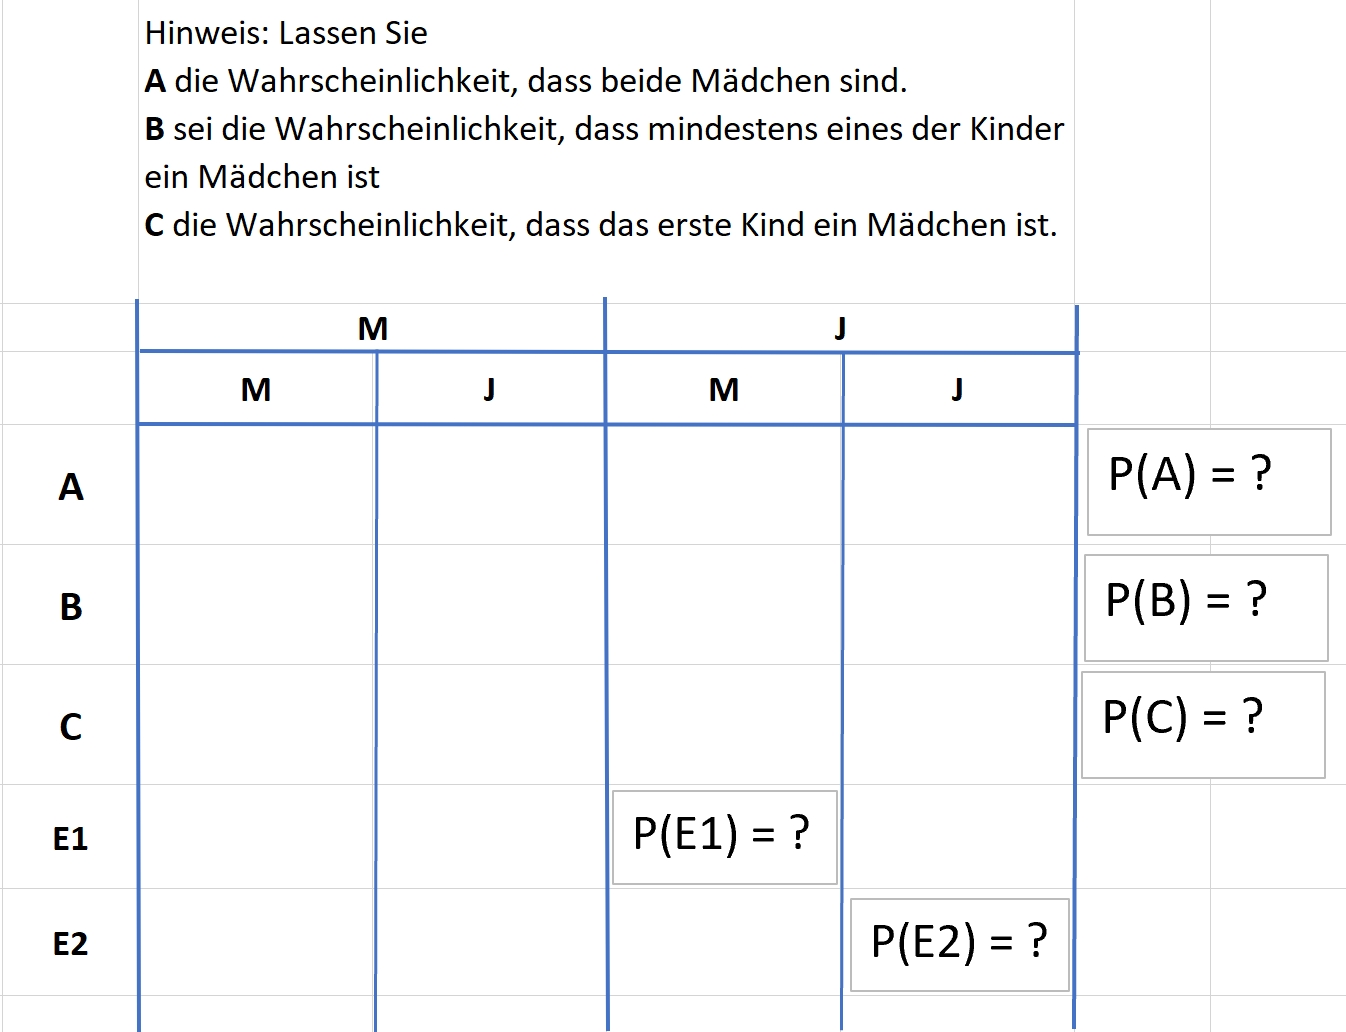 Hinweis: Lassen Sie
A die Wahrscheinlichkeit, dass beide Mädchen sind.
B sei die Wahrscheinlichkeit, dass mindestens eines der Kinder
ein Mädchen ist
C die Wahrscheinlichkeit, dass das erste Kind ein Mädchen ist.
M J
M J M J
A P(A) = ?
B P(B) = ?
C P(C) = ?
E1 P(E1) = ?
E2 P(E2) = ?